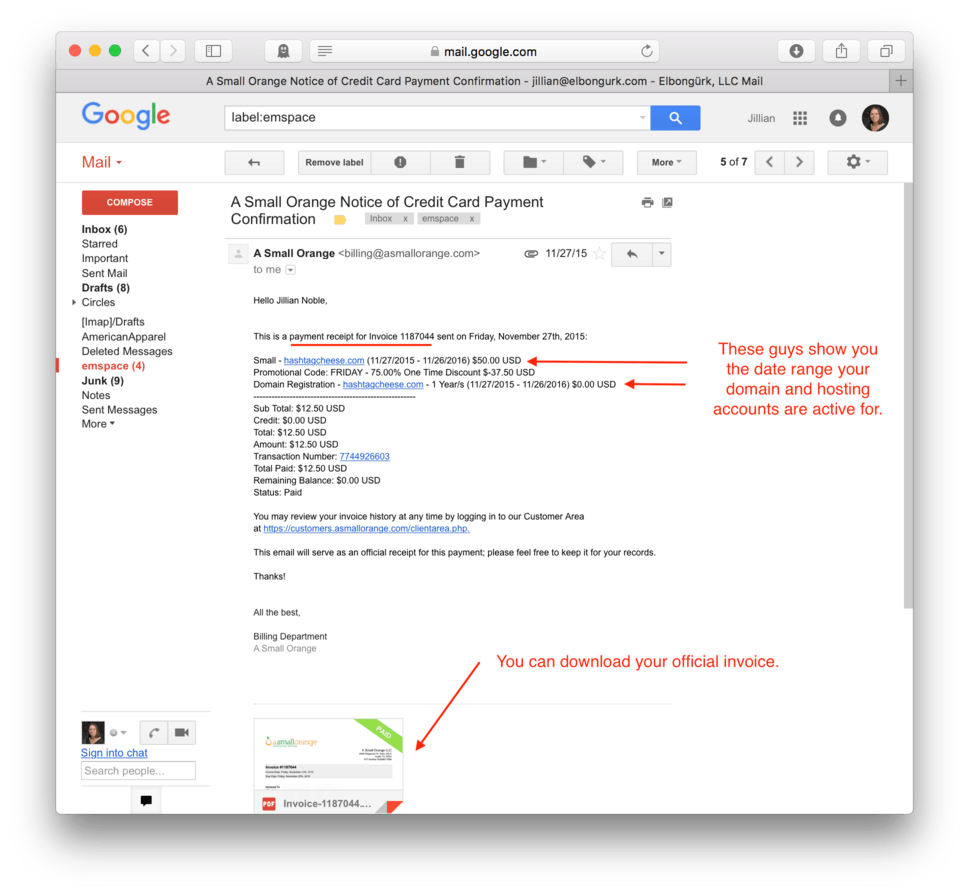 mail.google.com
A Small Orange Notice of Credit Card Payment Confirmation - jillian@elbongurk.com - Elbongürk, LLC Mail
Google
label:emspace
Jillian
Mail
Remove label
More
5 of 7
COMPOSE
Inbox (6)
Starred
Important
Sent Mail
Drafts (8)
Circles
[Imap]/Drafts
AmericanApparel
Deleted Messages
emspace (4)
Junk (9)
Notes
Sent Messages
More
A Small Orange Notice of Credit Card Payment
Confirmation
Inbox x
emspace x
A Small Orange <billing@asmallorange.com>
11/27/15
to me
Hello Jillian Noble,
This is a payment receipt for Invoice 1187044 sent on Friday, November 27th, 2015:
Small - hashtagcheese.com (11/27/2015 - 11/26/2016) $50.00 USD
Promotional Code: FRIDAY - 75.00% One Time Discount $-37.50 USD
Domain Registration - hashtagcheese.com - 1 Year/s (11/27/2015 - 11/26/2016) $0.00 USD
------------------------------------------------------
Sub Total: $12.50 USD
Credit: $0.00 USD
Total: $12.50 USD
Amount: $12.50 USD
Transaction Number: 7744926603
Total Paid: $12.50 USD
Remaining Balance: $0.00 USD
Status: Paid
You may review your invoice history at any time by logging in to our Customer Area
at https://customers.asmallorange.com/clientarea.php.
This email will serve as an official receipt for this payment; please feel free to keep it for your records.
Thanks!
All the best,
Billing Department
A Small Orange
These guys show you
the date range your
domain and hosting
accounts are active for.
You can download your official invoice.
PAID
asmallorange
A Small Orange LLC
Invoice #1187044
PDF
Invoice-1187044....
Sign into chat
Search people...